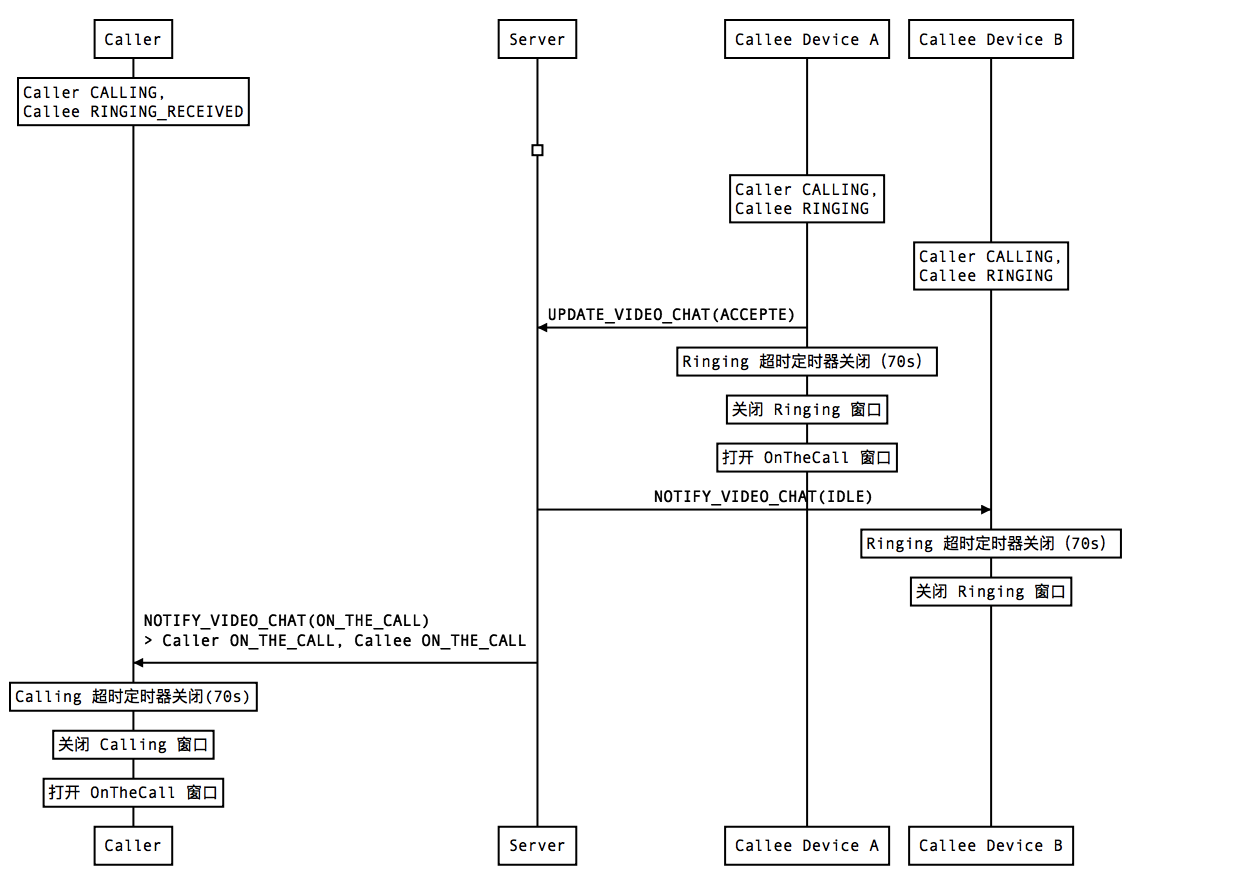 Caller
Server
Callee Device A
Callee Device B
Caller CALLING,
Callee RINGING_RECEIVED
Caller CALLING,
Callee RINGING
Caller CALLING,
Callee RINGING
UPDATE_VIDEO_CHAT(ACCEPTE)
Ringing 超时定时器关闭（70s）
关闭 Ringing 窗口
打开 OnTheCall 窗口
NOTIFY_VIDEO_CHAT(IDLE)
Ringing 超时定时器关闭（70s）
关闭 Ringing 窗口
NOTIFY_VIDEO_CHAT(ON_THE_CALL)
> Caller ON_THE_CALL, Callee ON_THE_CALL
Calling 超时定时器关闭(70s)
关闭 Calling 窗口
打开 OnTheCall 窗口
Caller
Server
Callee Device A
Callee Device B